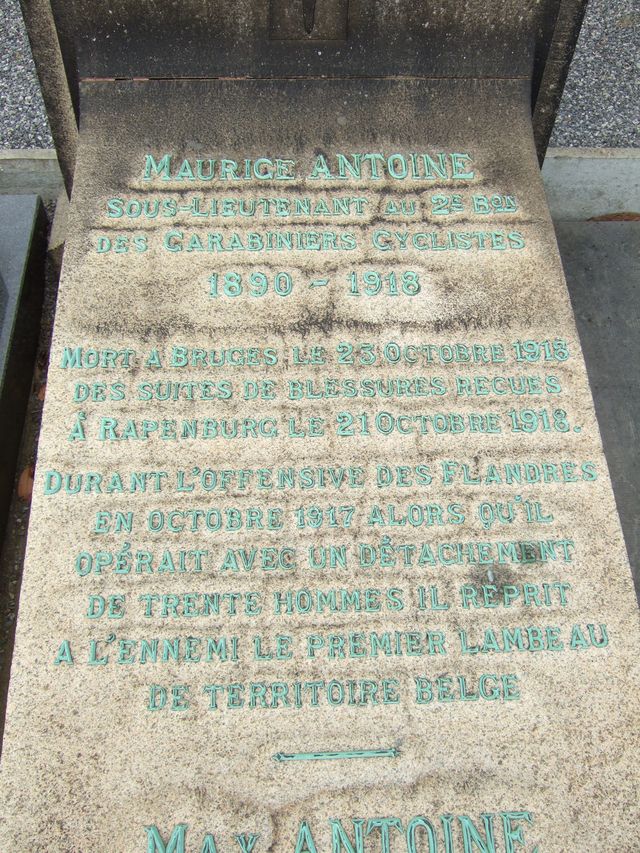 Maurice ANTOINE
Sous-Lieutenant au 2e Bon
des Carabiniers Cyclistes
1890 - 1918
Mort a Bruges le 23 Octobre 1918
des suites de blessures recues
à Rapenburg le 21 Octobre 1918.
Durant l'offensive des Flandres
en octobre 1917 alors qu'il
opérait avec un détachement
de trente hommes il reprit
a l'ennemi le premier lambeau
de territoire belge
Max ANTOINE